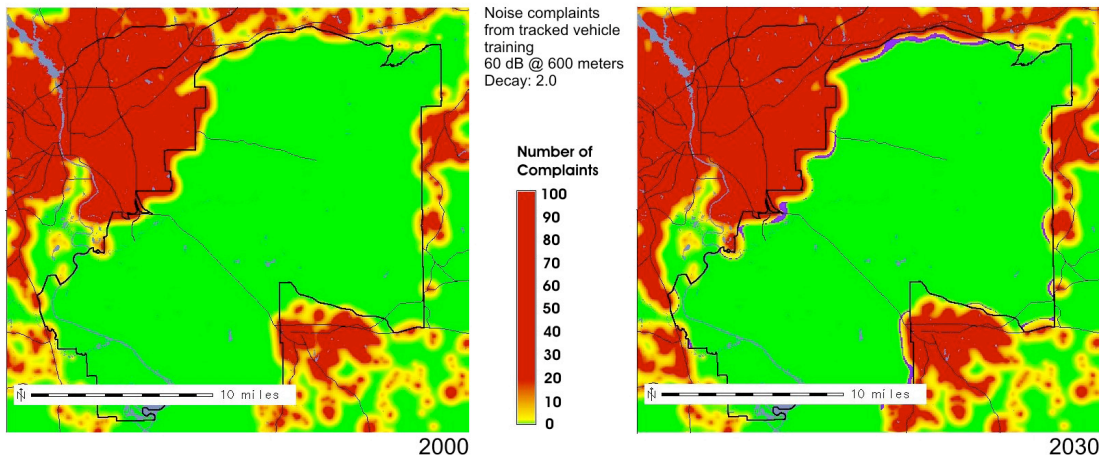 Noise complaints
from tracked vehicle
training
60 dB @ 600 meters
Decay: 2.0
Number of
Complaints
100
90
80
70
60
50
40
30
20
10
0
N
10 miles
2000
N
10 miles
2030